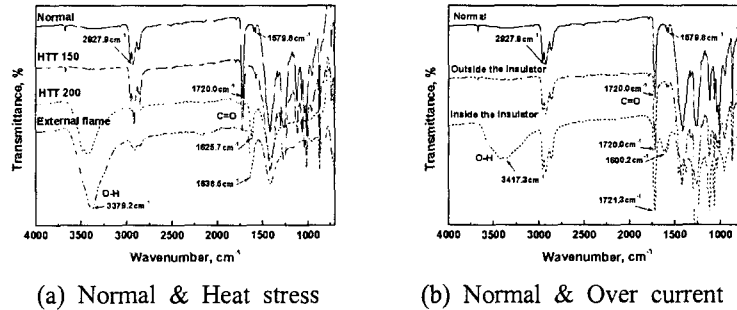 Normal
2927.9cm⁻¹
1579.8cm⁻¹
HTT 150
HTT 200
1720.0cm⁻¹
C=O
External flame
1625.7cm⁻¹
O-H
1638.5cm⁻¹
3379.2cm⁻¹
Transmittance, %
4000 3500 3000 2500 2000 1500 1000
Wavenumber, cm⁻¹
(a) Normal & Heat stress
Normal
2927.9cm⁻¹
1579.8cm⁻¹
Outside the insulator
1720.0cm⁻¹
C=O
Inside the insulator
1720.0cm⁻¹
O-H
1600.2cm⁻¹
3417.3cm⁻¹
1721.3cm⁻¹
Transmittance, %
4000 3500 3000 2500 2000 1500 1000
Wavenumber, cm⁻¹
(b) Normal & Over current